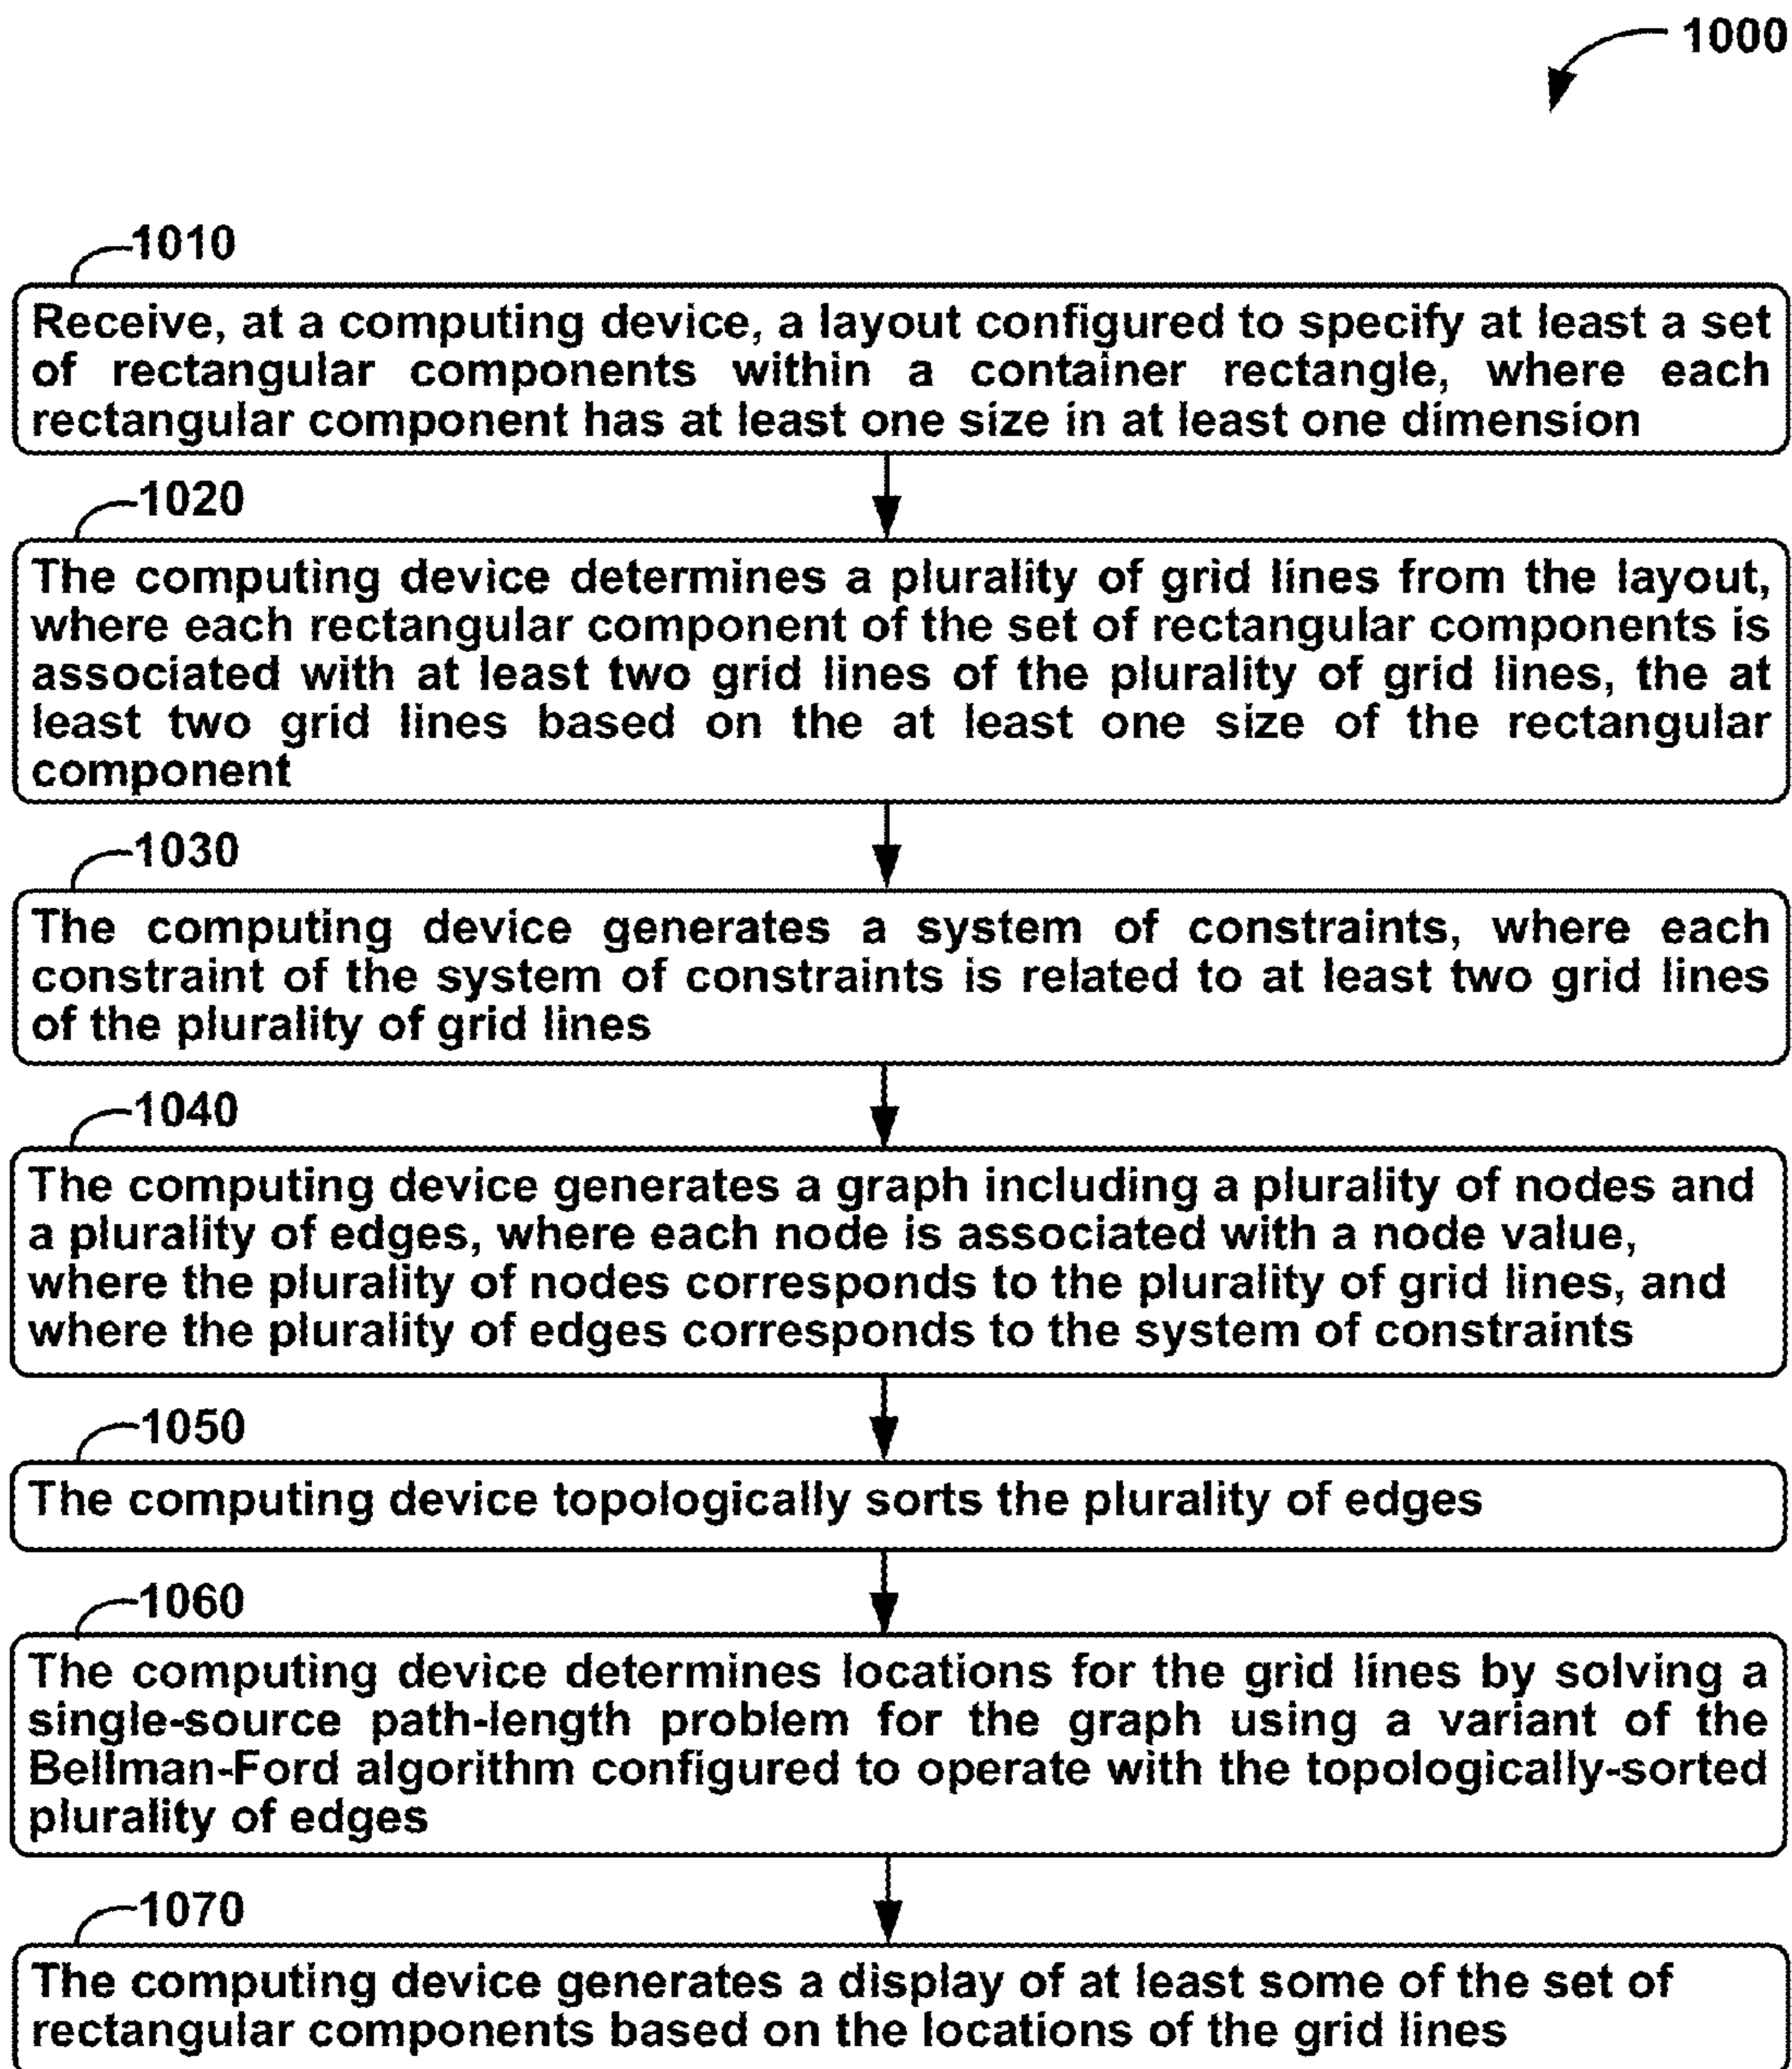 1000
1010
Receive, at a computing device, a layout configured to specify at least a set
of rectangular components within a container rectangle, where each
rectangular component has at least one size in at least one dimension
1020
The computing device determines a plurality of grid lines from the layout,
where each rectangular component of the set of rectangular components is
associated with at least two grid lines of the plurality of grid lines, the at
least two grid lines based on the at least one size of the rectangular
component
1030
The computing device generates a system of constraints, where each
constraint of the system of constraints is related to at least two grid lines
of the plurality of grid lines
1040
The computing device generates a graph including a plurality of nodes and
a plurality of edges, where each node is associated with a node value,
where the plurality of nodes corresponds to the plurality of grid lines, and
where the plurality of edges corresponds to the system of constraints
1050
The computing device topologically sorts the plurality of edges
1060
The computing device determines locations for the grid lines by solving a
single-source path-length problem for the graph using a variant of the
Bellman-Ford algorithm configured to operate with the topologically-sorted
plurality of edges
1070
The computing device generates a display of at least some of the set of
rectangular components based on the locations of the grid lines